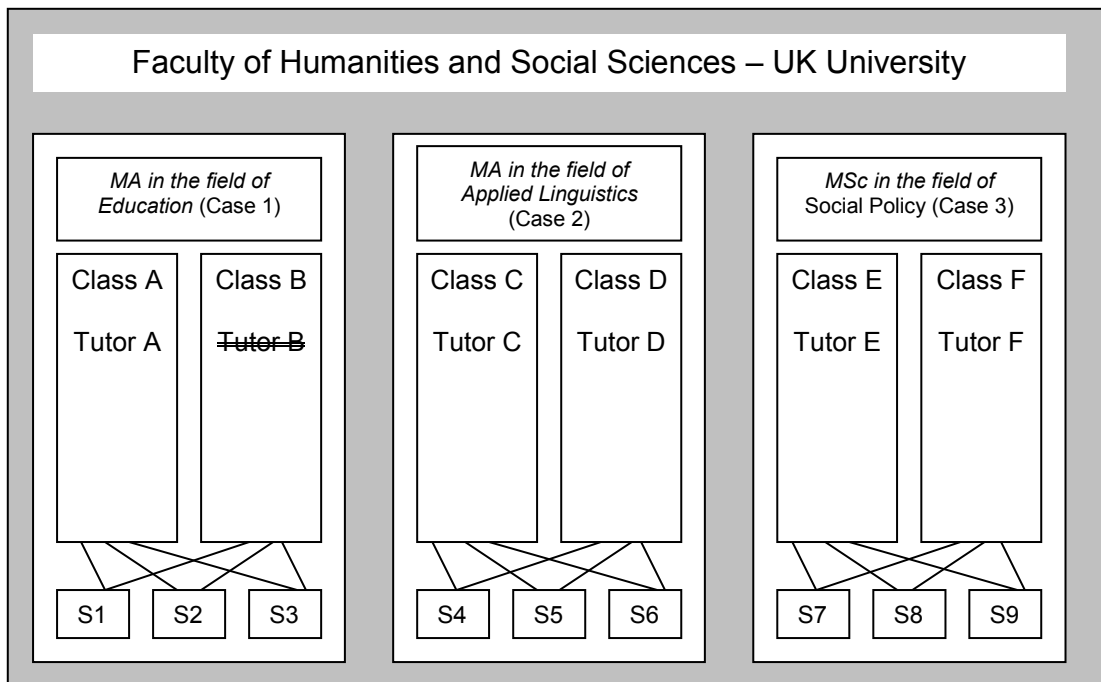 Faculty of Humanities and Social Sciences – UK University
MA in the field of
Education (Case 1)
Class A
Tutor A
Class B
Tutor B
S1
S2
S3
MA in the field of
Applied Linguistics
(Case 2)
Class C
Tutor C
Class D
Tutor D
S4
S5
S6
MSc in the field of
Social Policy (Case 3)
Class E
Tutor E
Class F
Tutor F
S7
S8
S9